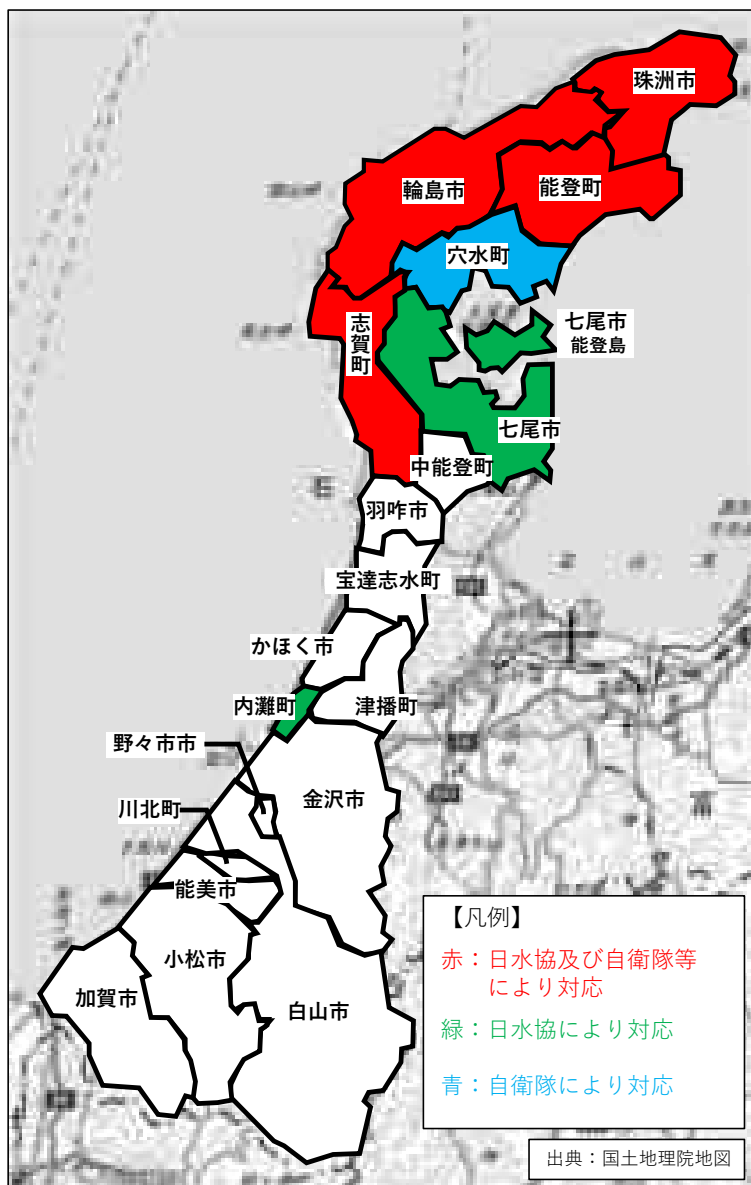 珠洲市
輪島市
能登町
穴水町
志賀町
七尾市
能登島
七尾市
中能登町
羽咋市
宝達志水町
かほく市
内灘町
津播町
野々市市
金沢市
川北町
能美市
小松市
加賀市
白山市
【凡例】
赤：日水協及び自衛隊等
により対応
緑：日水協により対応
青：自衛隊により対応
出典：国土地理院地図